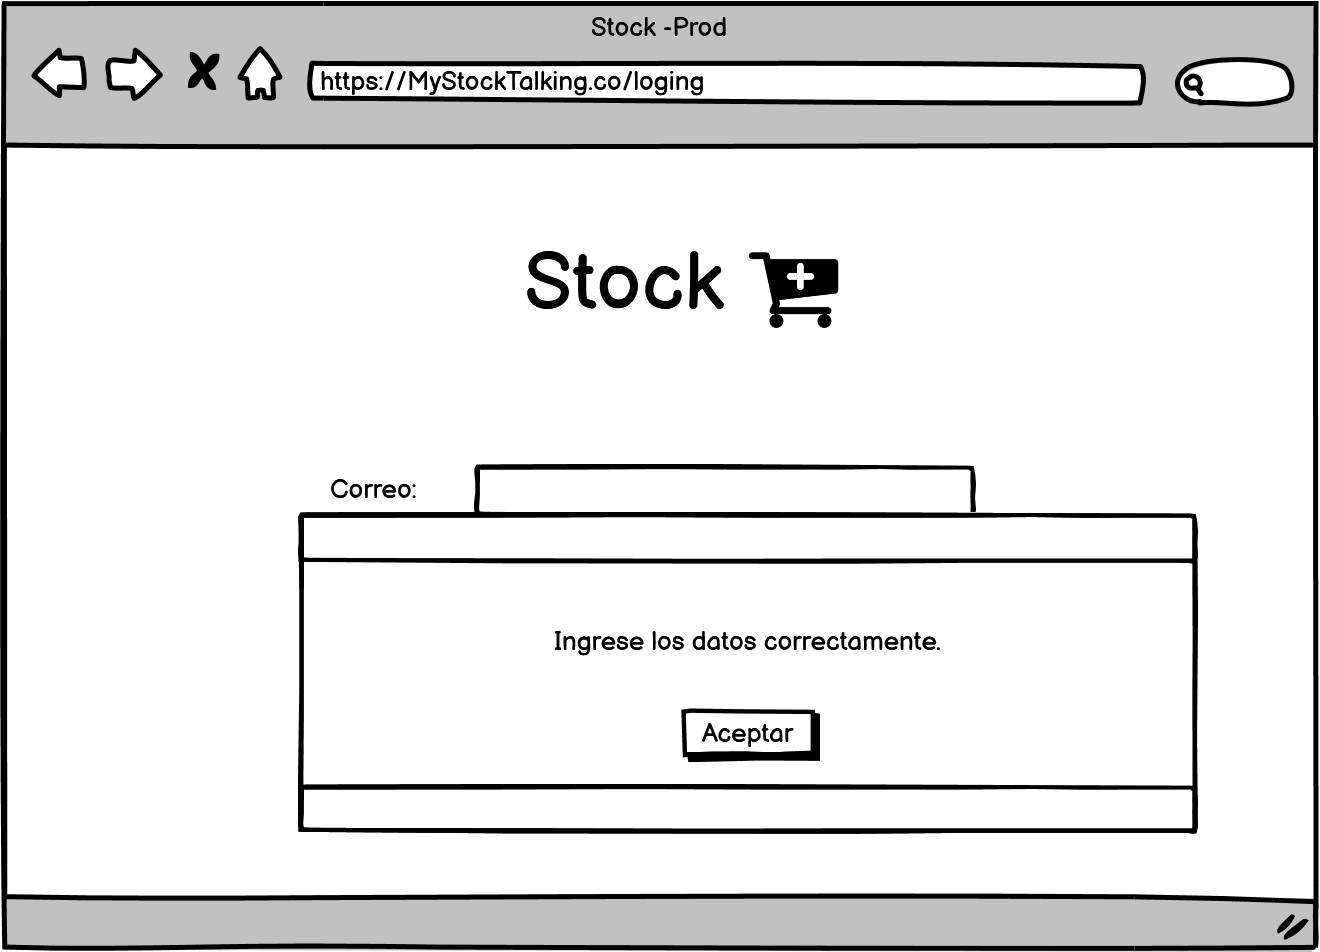 Stock -Prod
https://MyStockTalking.co/loging
Stock
Correo:
Ingrese los datos correctamente.
Aceptar